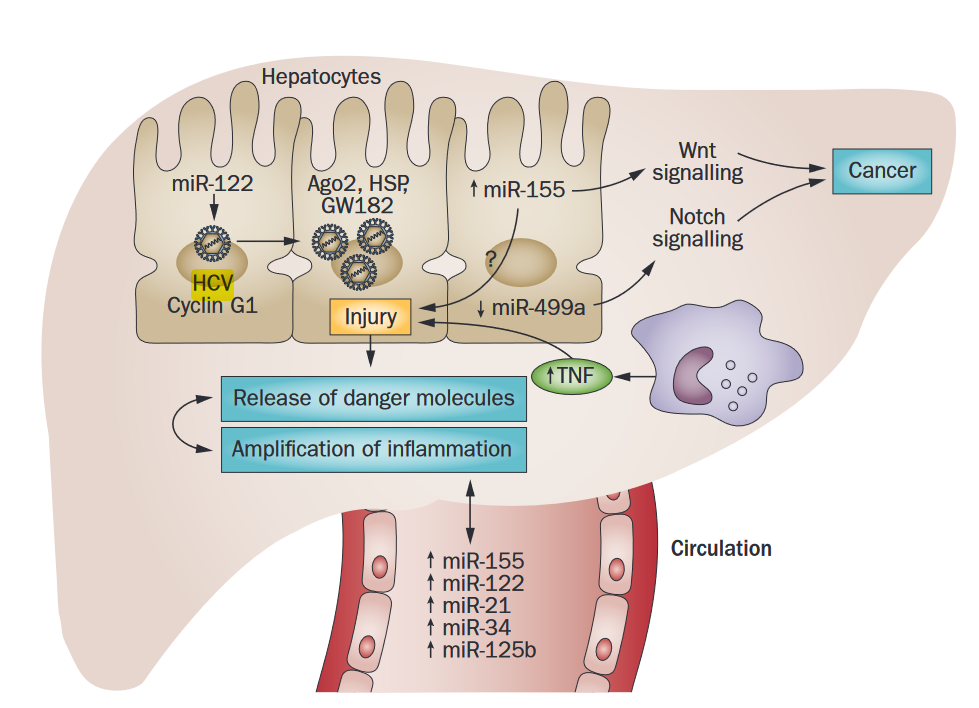 Hepatocytes
miR-122
Ago2, HSP,
GW182
↑ miR-155
Wnt
signalling
Cancer
Notch
signalling
?
HCV
Cyclin G1
Injury
↓ miR-499a
↑TNF
Release of danger molecules
Amplification of inflammation
Circulation
↑ miR-155
↑ miR-122
↑ miR-21
↑ miR-34
↑ miR-125b